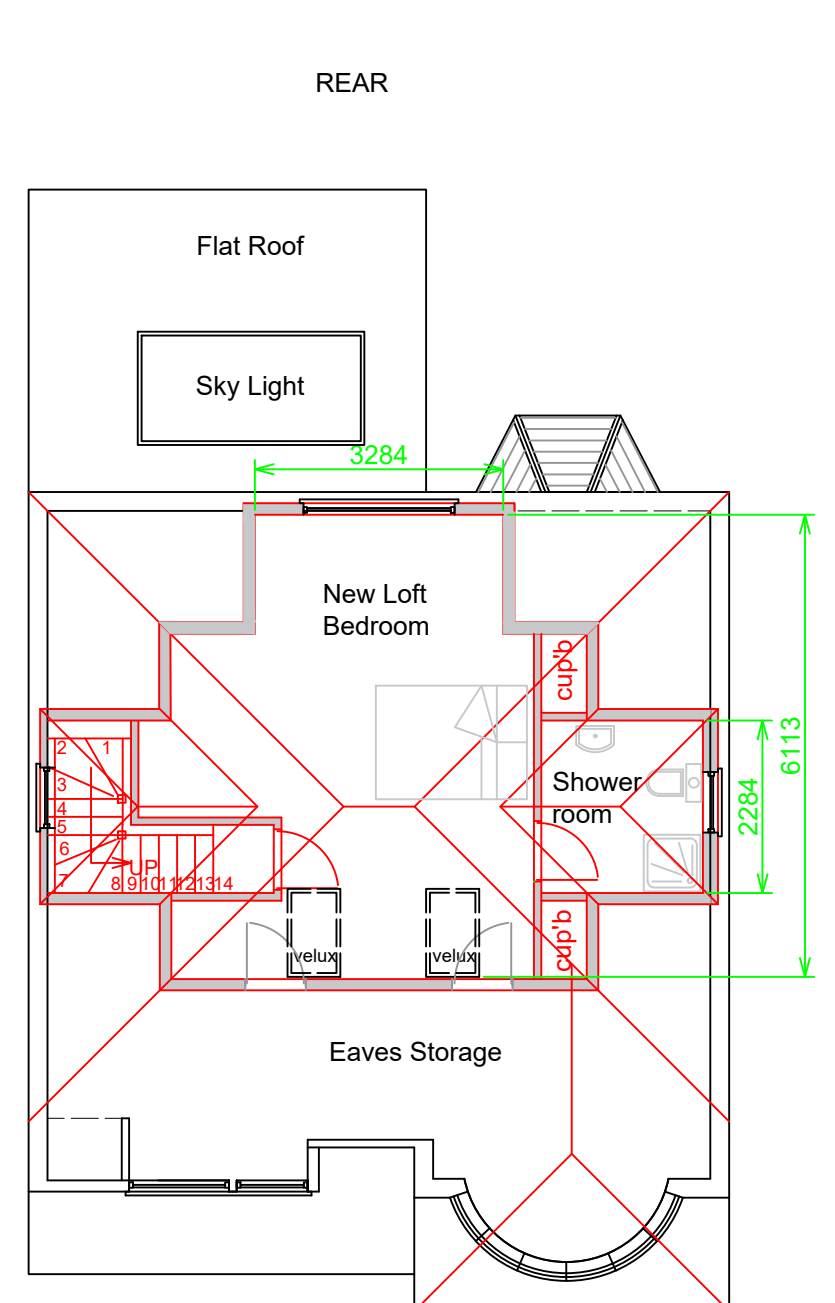 REAR
Flat Roof
Sky Light
3284
New Loft
Bedroom
cup'b
6113
2284
Shower
room
2
1
3
4
5
6
7
UP
8
9
10
11
12
13
14
velux
velux
cup'b
Eaves Storage